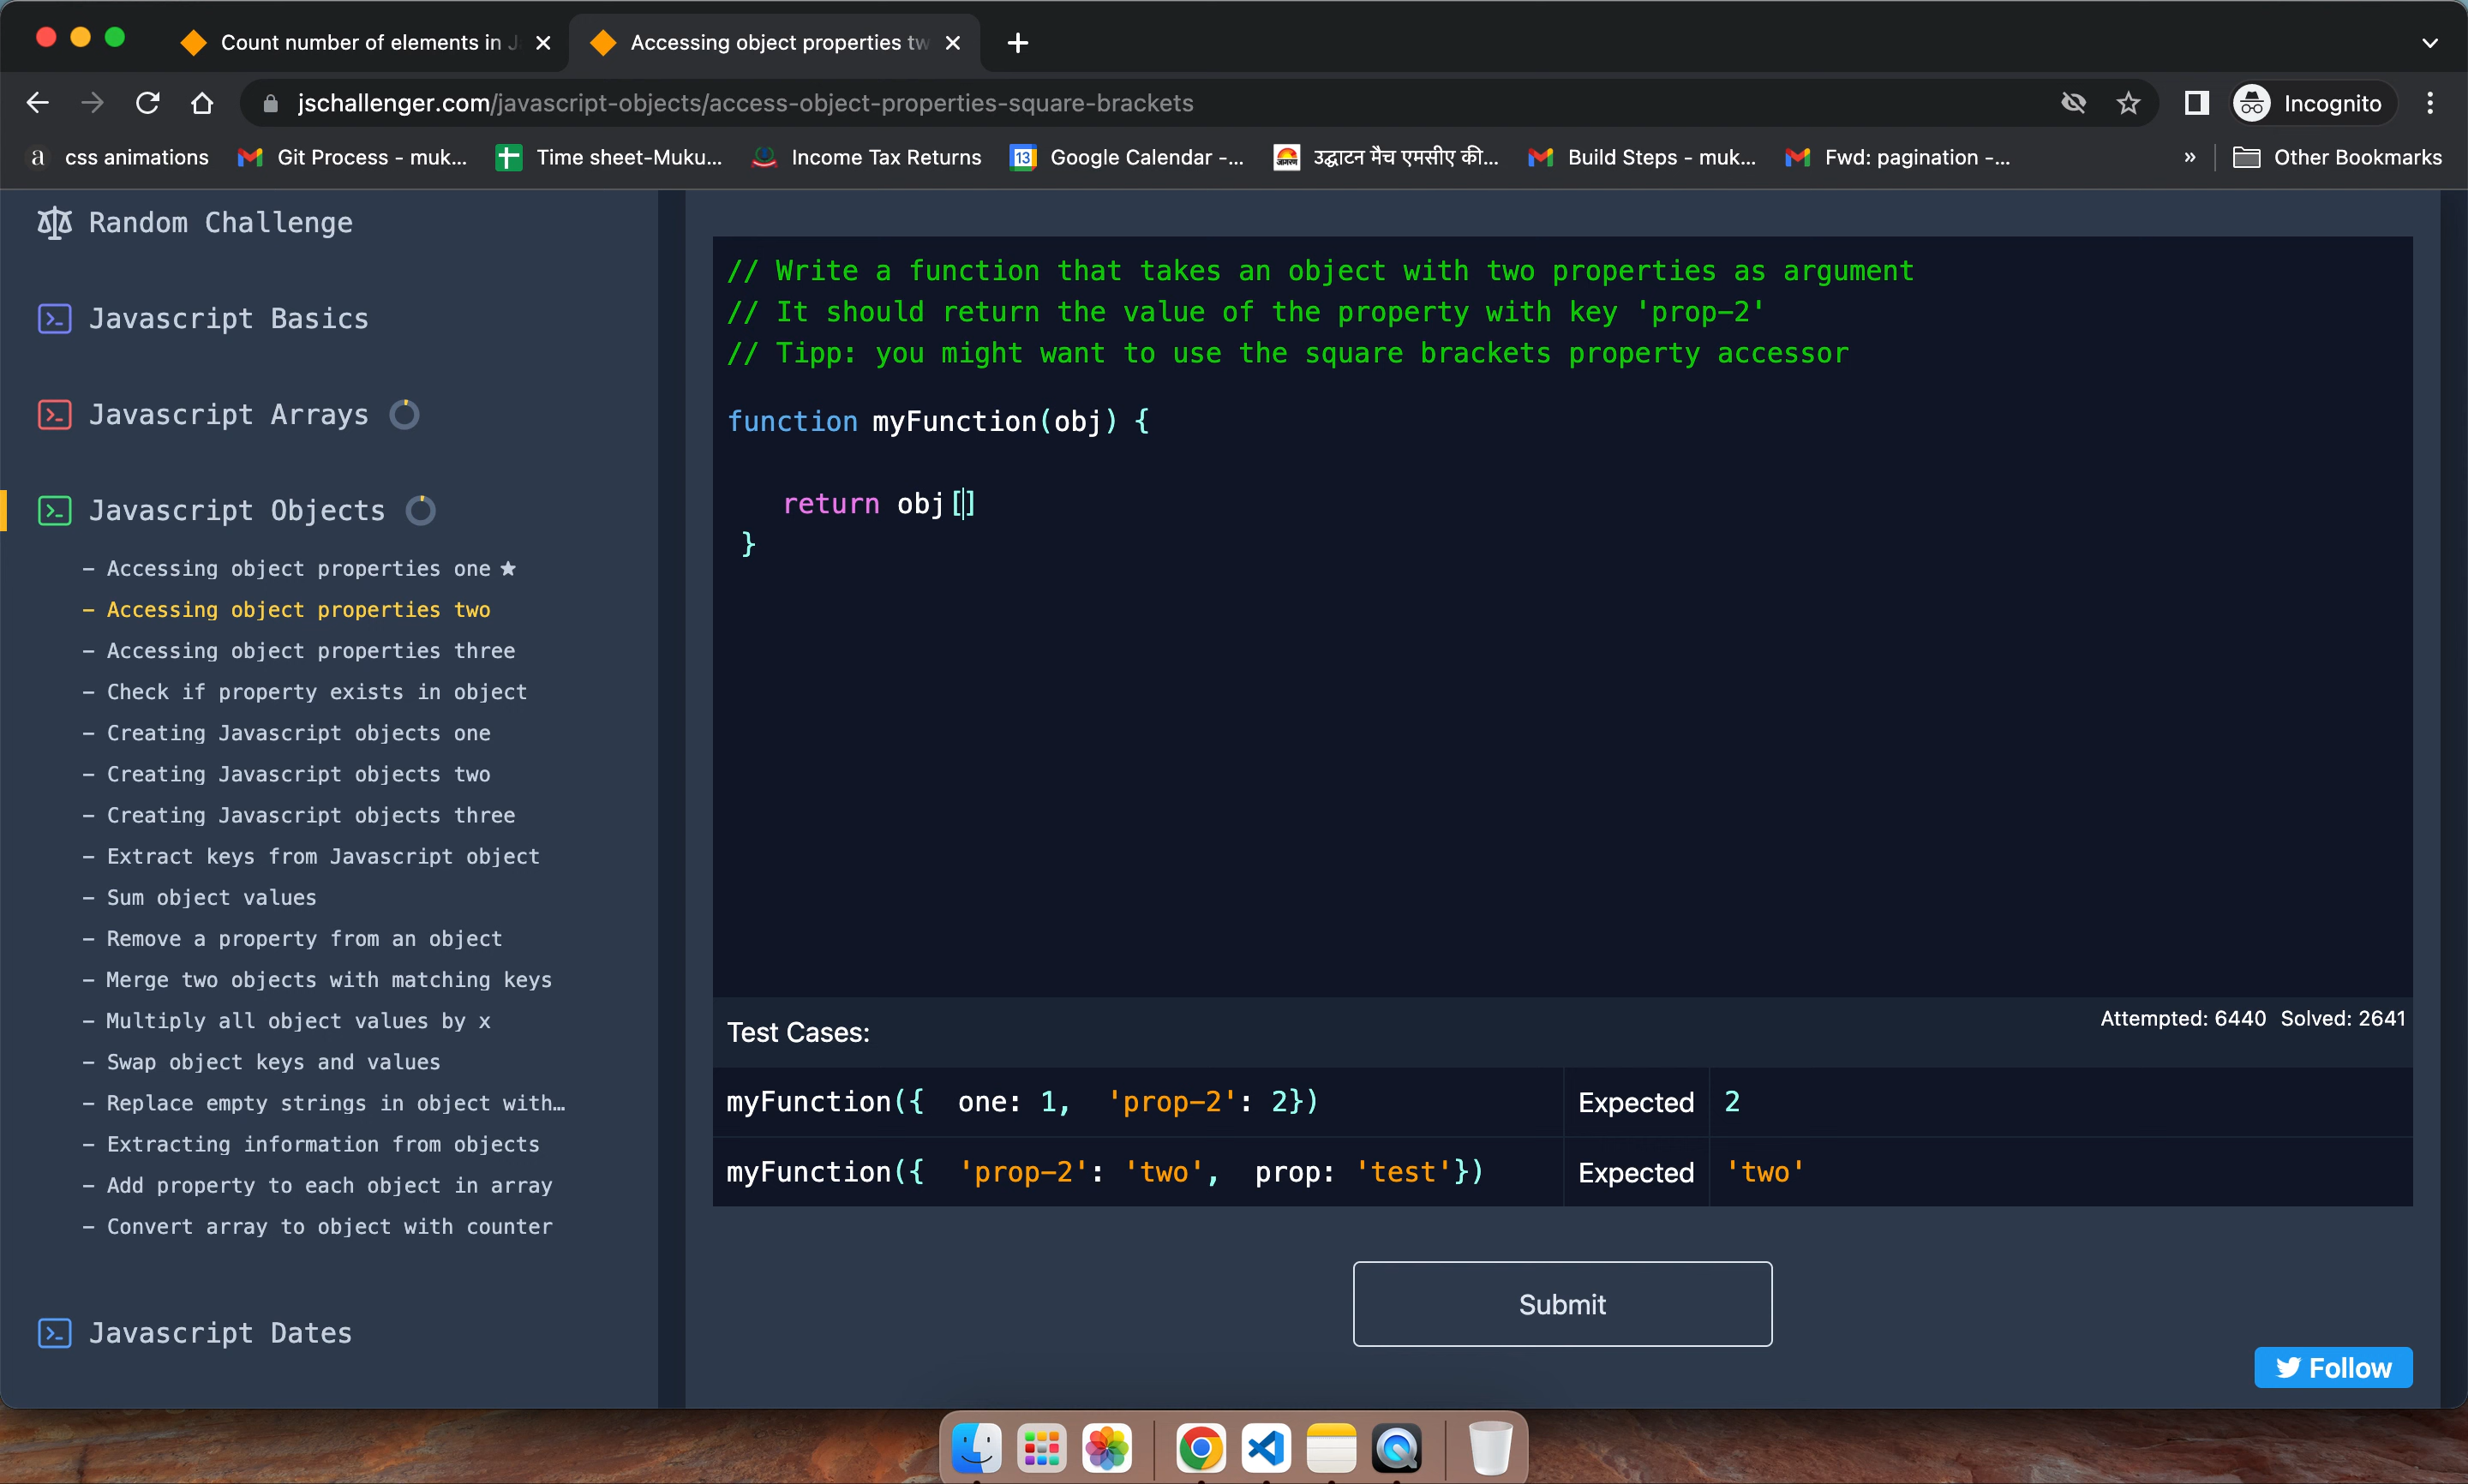 Count number of elements in J
Accessing object properties tw
jschallenger.com/javascript-objects/access-object-properties-square-brackets
Incognito
a css animations
Git Process - muk...
Time sheet-Muku...
Income Tax Returns
13 Google Calendar -...
उद्घाटन मैच एमसीए की...
Build Steps - muk...
Fwd: pagination -...
» Other Bookmarks
Random Challenge
Javascript Basics
Javascript Arrays
Javascript Objects
– Accessing object properties one ★
– Accessing object properties two
– Accessing object properties three
– Check if property exists in object
– Creating Javascript objects one
– Creating Javascript objects two
– Creating Javascript objects three
– Extract keys from Javascript object
– Sum object values
– Remove a property from an object
– Merge two objects with matching keys
– Multiply all object values by x
– Swap object keys and values
– Replace empty strings in object with…
– Extracting information from objects
– Add property to each object in array
– Convert array to object with counter
Javascript Dates
// Write a function that takes an object with two properties as argument
// It should return the value of the property with key 'prop-2'
// Tipp: you might want to use the square brackets property accessor
function myFunction(obj) {
return obj[]
}
Test Cases:
Attempted: 6440 Solved: 2641
myFunction({ one: 1, 'prop-2': 2}) Expected 2
myFunction({ 'prop-2': 'two', prop: 'test'}) Expected 'two'
Submit
Follow